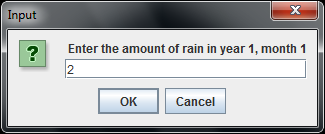 Input
Enter the amount of rain in year 1, month 1
2
OK Cancel